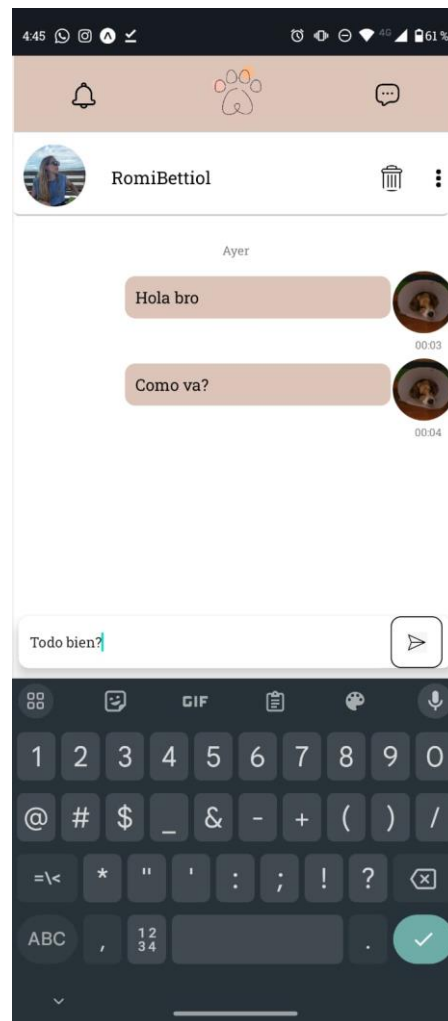 4:45 4G 61 %
RomiBettiol
Ayer
Hola bro
00:03
Como va?
00:04
Todo bien?
GIF
1 2 3 4 5 6 7 8 9 0
@ # $ _ & - + ( ) /
=\< * " ' : ; ! ?
ABC , 12 34 .